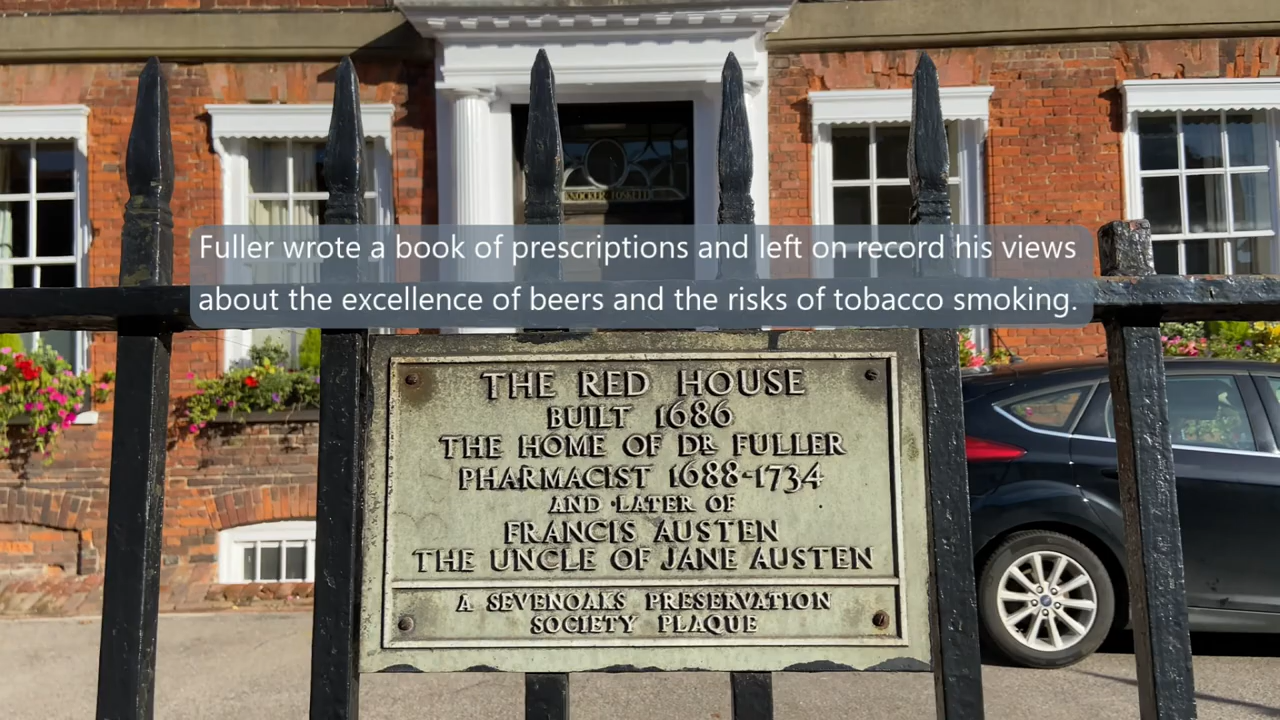 Fuller wrote a book of prescriptions and left on record his views
about the excellence of beers and the risks of tobacco smoking.
THE RED HOUSE
BUILT 1686
THE HOME OF DR FULLER
PHARMACIST 1688-1734
AND LATER OF
FRANCIS AUSTEN
THE UNCLE OF JANE AUSTEN
A SEVENOAKS PRESERVATION
SOCIETY PLAQUE